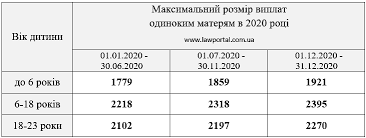 Вік дитини
Максимальний розмір виплат
одиноким матерям в 2020 році
www.lawportal.com.ua
01.01.2020 -
30.06.2020
01.07.2020 -
30.11.2020
01.12.2020 -
31.12.2020
до 6 років 1779 1859 1921
6-18 років 2218 2318 2395
18-23 роки 2102 2197 2270